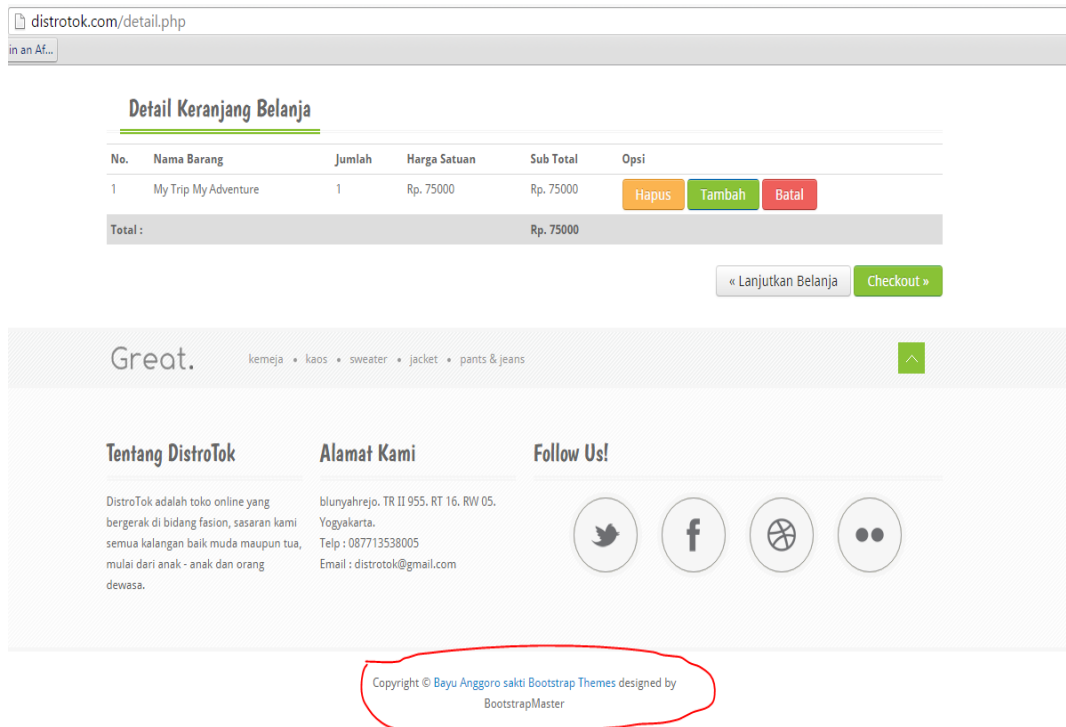 distrotok.com/detail.php
in an Af...
Detail Keranjang Belanja
No. Nama Barang Jumlah Harga Satuan Sub Total Opsi
1 My Trip My Adventure 1 Rp. 75000 Rp. 75000 Hapus Tambah Batal
Total : Rp. 75000
« Lanjutkan Belanja Checkout »
Great. kemeja • kaos • sweater • jacket • pants & jeans
Tentang DistroTok
DistroTok adalah toko online yang
bergerak di bidang fasion, sasaran kami
semua kalangan baik muda maupun tua,
mulai dari anak - anak dan orang
dewasa.
Alamat Kami
blunyahrejo. TR II 955. RT 16. RW 05.
Yogyakarta.
Telp : 087713538005
Email : distrotok@gmail.com
Follow Us!
Copyright © Bayu Anggoro sakti Bootstrap Themes designed by
BootstrapMaster